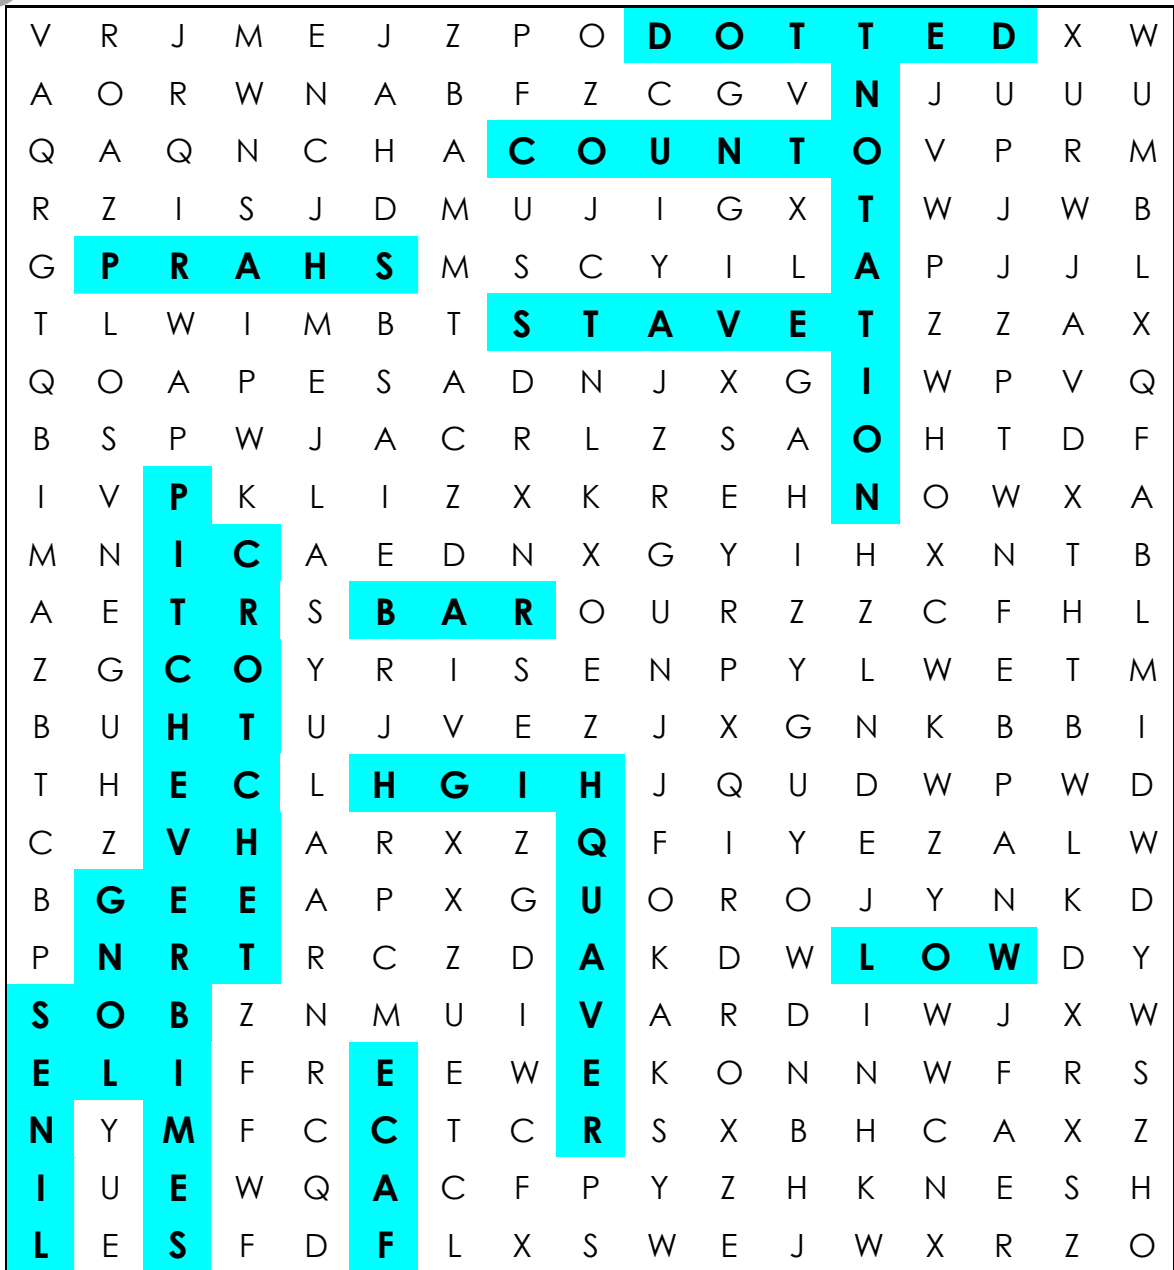 V R J M E J Z P O D O T T E D X W
A O R W N A B F Z C G V N J U U U
Q A Q N C H A C O U N T O V P R M
R Z I S J D M U J I G X T W J W B
G P R A H S M S C Y I L A P J J L
T L W I M B T S T A V E T Z Z A X
Q O A P E S A D N J X G I W P V Q
B S P W J A C R L Z S A O H T D F
I V P K L I Z X K R E H N O W X A
M N I C A E D N X G Y I H X N T B
A E T R S B A R O U R Z Z C F H L
Z G C O Y R I S E N P Y L W E T M
B U H T U J V E Z J X G N K B B I
T H E C L H G I H J Q U D W P W D
C Z V H A R X Z Q F I Y E Z A L W
B G E E A P X G U O R O J Y N K D
P N R T R C Z D A K D W L O W D Y
S O B Z N M U I V A R D I W J X W
E L I F R E E W E K O N N W F R S
N Y M F C C T C R S X B H C A X Z
I U E W Q A C F P Y Z H K N E S H
L E S F D F L X S W E J W X R Z O